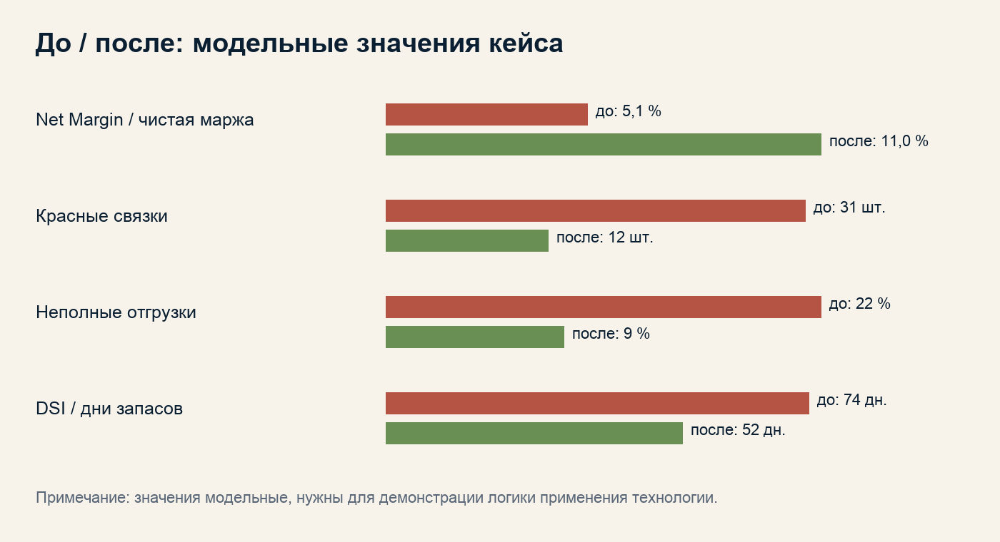 До / после: модельные значения кейса
Net Margin / чистая маржа
до: 5,1 %
после: 11,0 %
Красные связки
до: 31 шт.
после: 12 шт.
Неполные отгрузки
до: 22 %
после: 9 %
DSI / дни запасов
до: 74 дн.
после: 52 дн.
Примечание: значения модельные, нужны для демонстрации логики применения технологии.